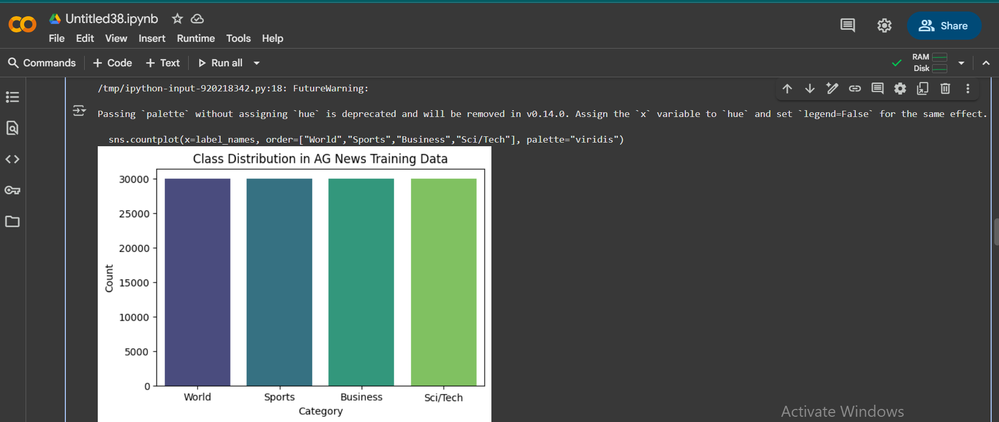 Untitled38.ipynb
File Edit View Insert Runtime Tools Help
Share
Commands + Code + Text Run all
RAM
Disk
/tmp/ipython-input-920218342.py:18: FutureWarning:
Passing `palette` without assigning `hue` is deprecated and will be removed in v0.14.0. Assign the `x` variable to `hue` and set `legend=False` for the same effect.
sns.countplot(x=label_names, order=["World","Sports","Business","Sci/Tech"], palette="viridis")
Class Distribution in AG News Training Data
30000
25000
20000
15000
10000
5000
0
Count
World Sports Business Sci/Tech
Category
Activate Windows